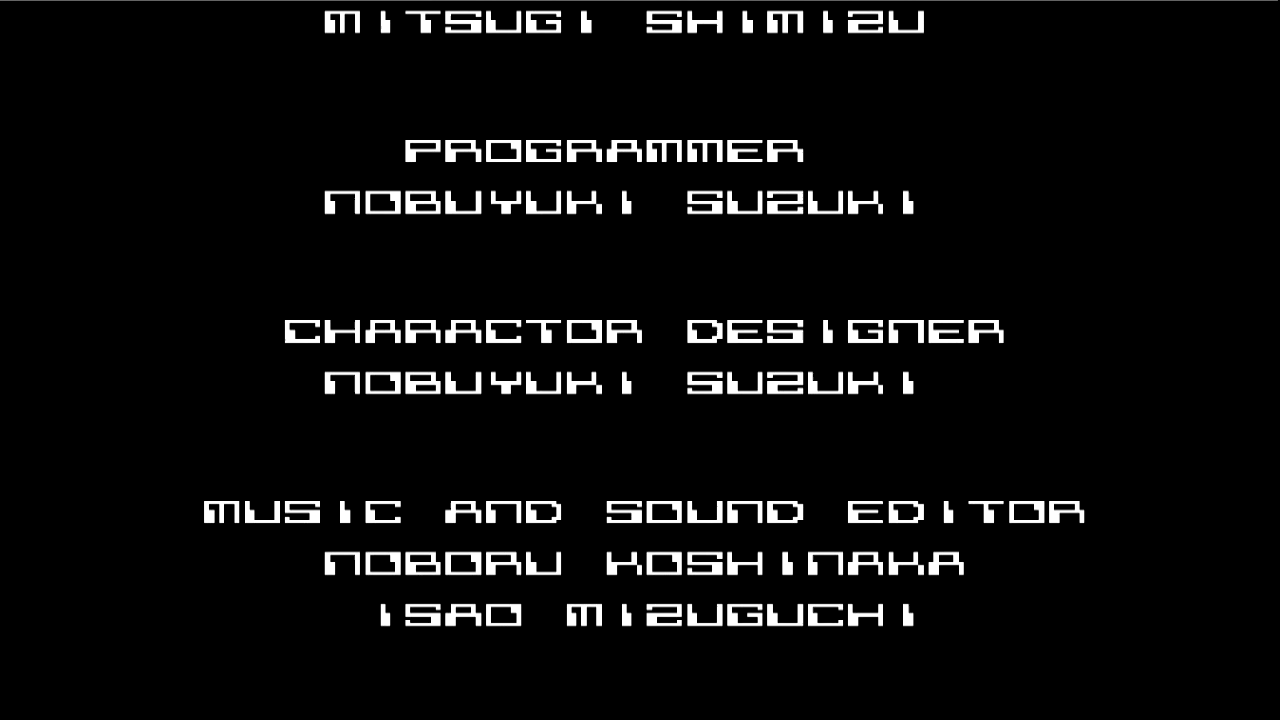 MITSUGI SHIMIZU
PROGRAMMER
NOBUYUKI SUZUKI
CHARACTOR DESIGNER
NOBUYUKI SUZUKI
MUSIC AND SOUND EDITOR
NOBORU KOSHINAKA
ISAO MIZUGUCHI